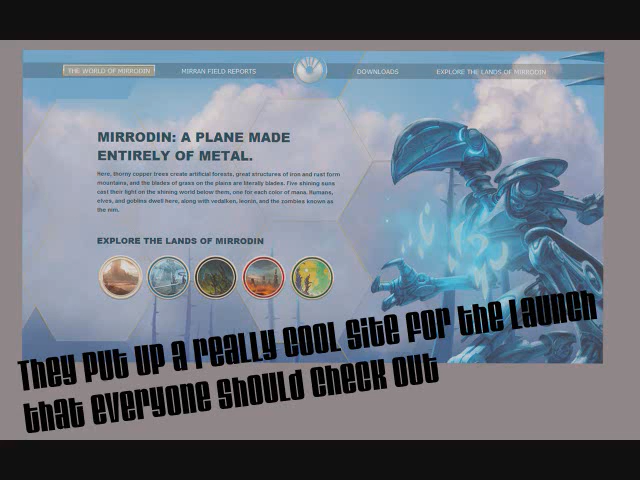 THE WORLD OF MIRRODIN MIRRAN FIELD REPORTS DOWNLOADS EXPLORE THE LANDS OF MIRRODIN
MIRRODIN: A PLANE MADE
ENTIRELY OF METAL.
Here, thorny copper trees create artificial forests, great structures of iron and rust form
mountains, and the blades of grass on the plains are literally blades. Five shining suns
cast their light on the shining world below them, one for each color of mana. Humans,
elves, and goblins dwell here, along with vedalken, leonin, and the zombies known as
the nim.
EXPLORE THE LANDS OF MIRRODIN
They put up a really cool site for the launch
that everyone should check out